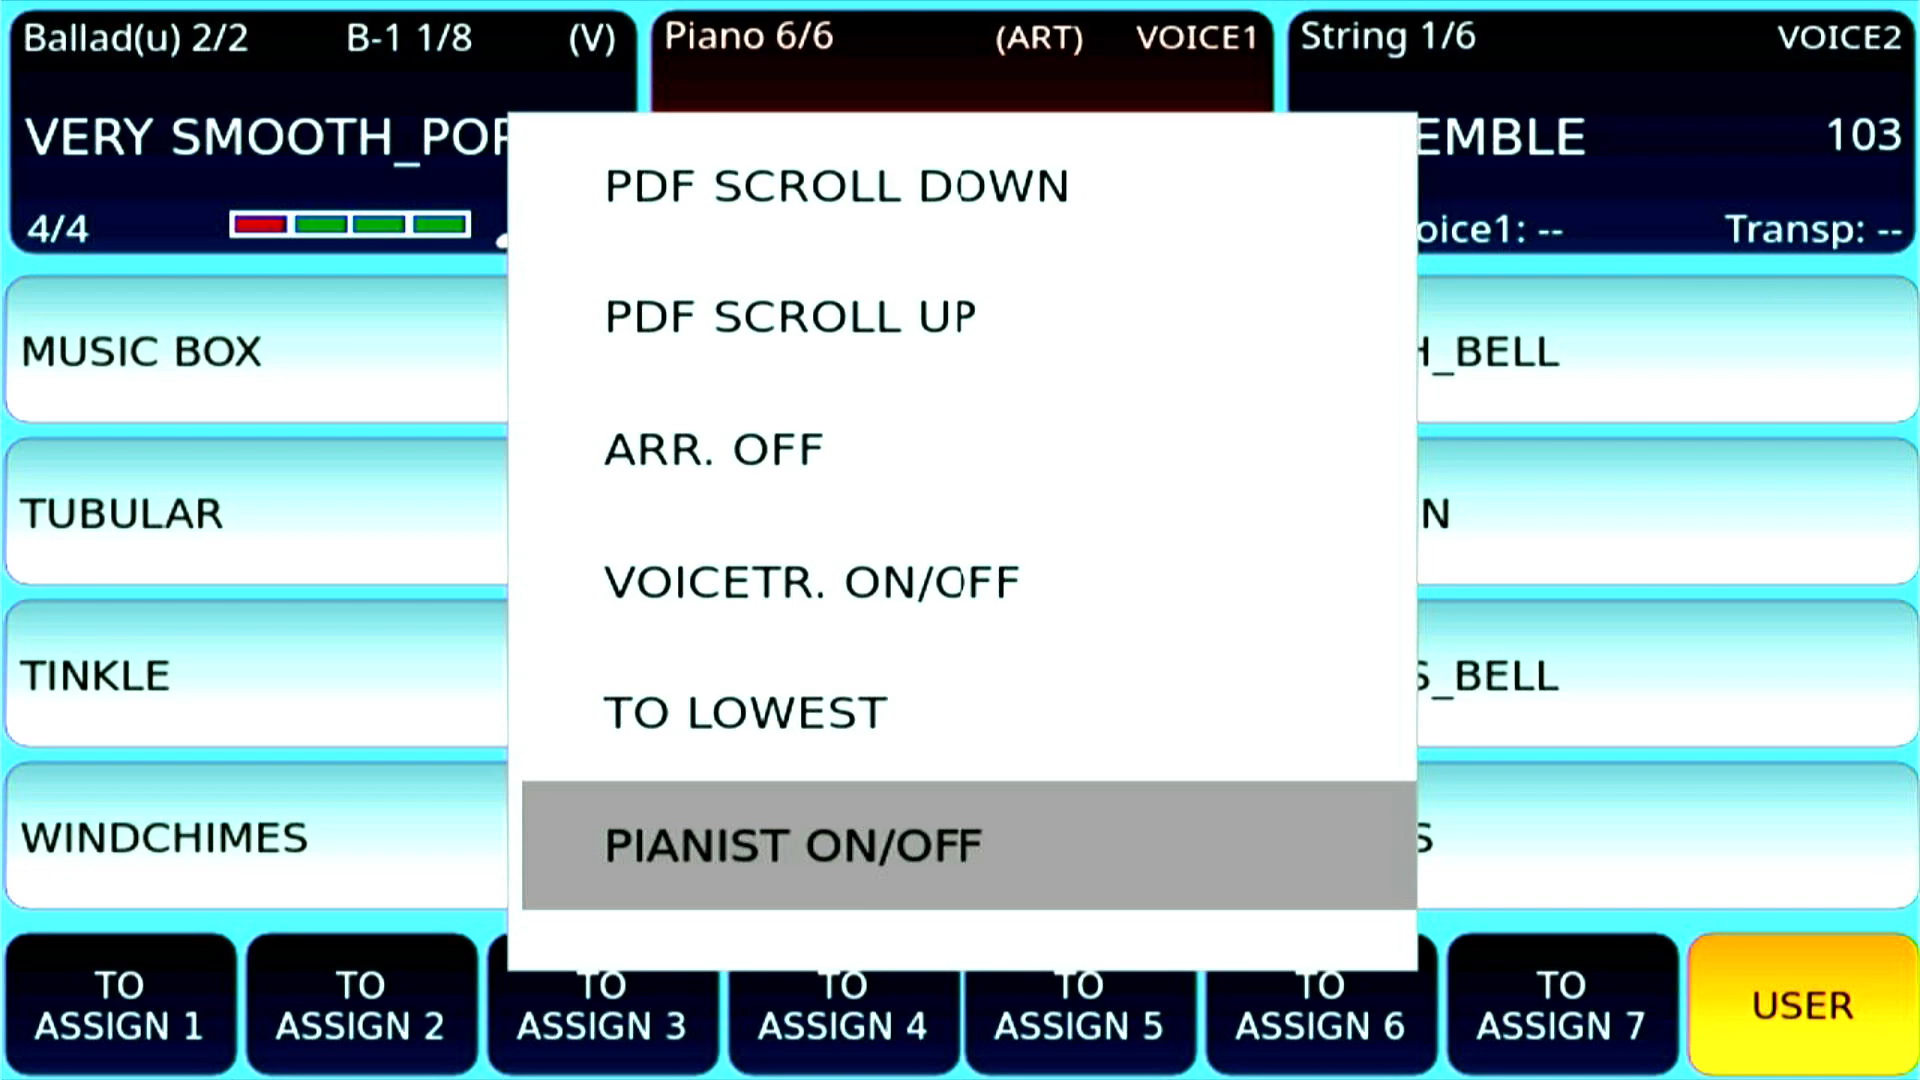 Ballad(u) 2/2 B-1 1/8 (V)
Piano 6/6 (ART) VOICE1
String 1/6 VOICE2
VERY SMOOTH_POP
EMBLE 103
4/4
oice1: -- Transp: --
PDF SCROLL DOWN
PDF SCROLL UP
ARR. OFF
VOICETR. ON/OFF
TO LOWEST
PIANIST ON/OFF
MUSIC BOX
H_BELL
TUBULAR
N
TINKLE
S_BELL
WINDCHIMES
S
TO
ASSIGN 1
TO
ASSIGN 2
TO
ASSIGN 3
TO
ASSIGN 4
TO
ASSIGN 5
TO
ASSIGN 6
TO
ASSIGN 7
USER